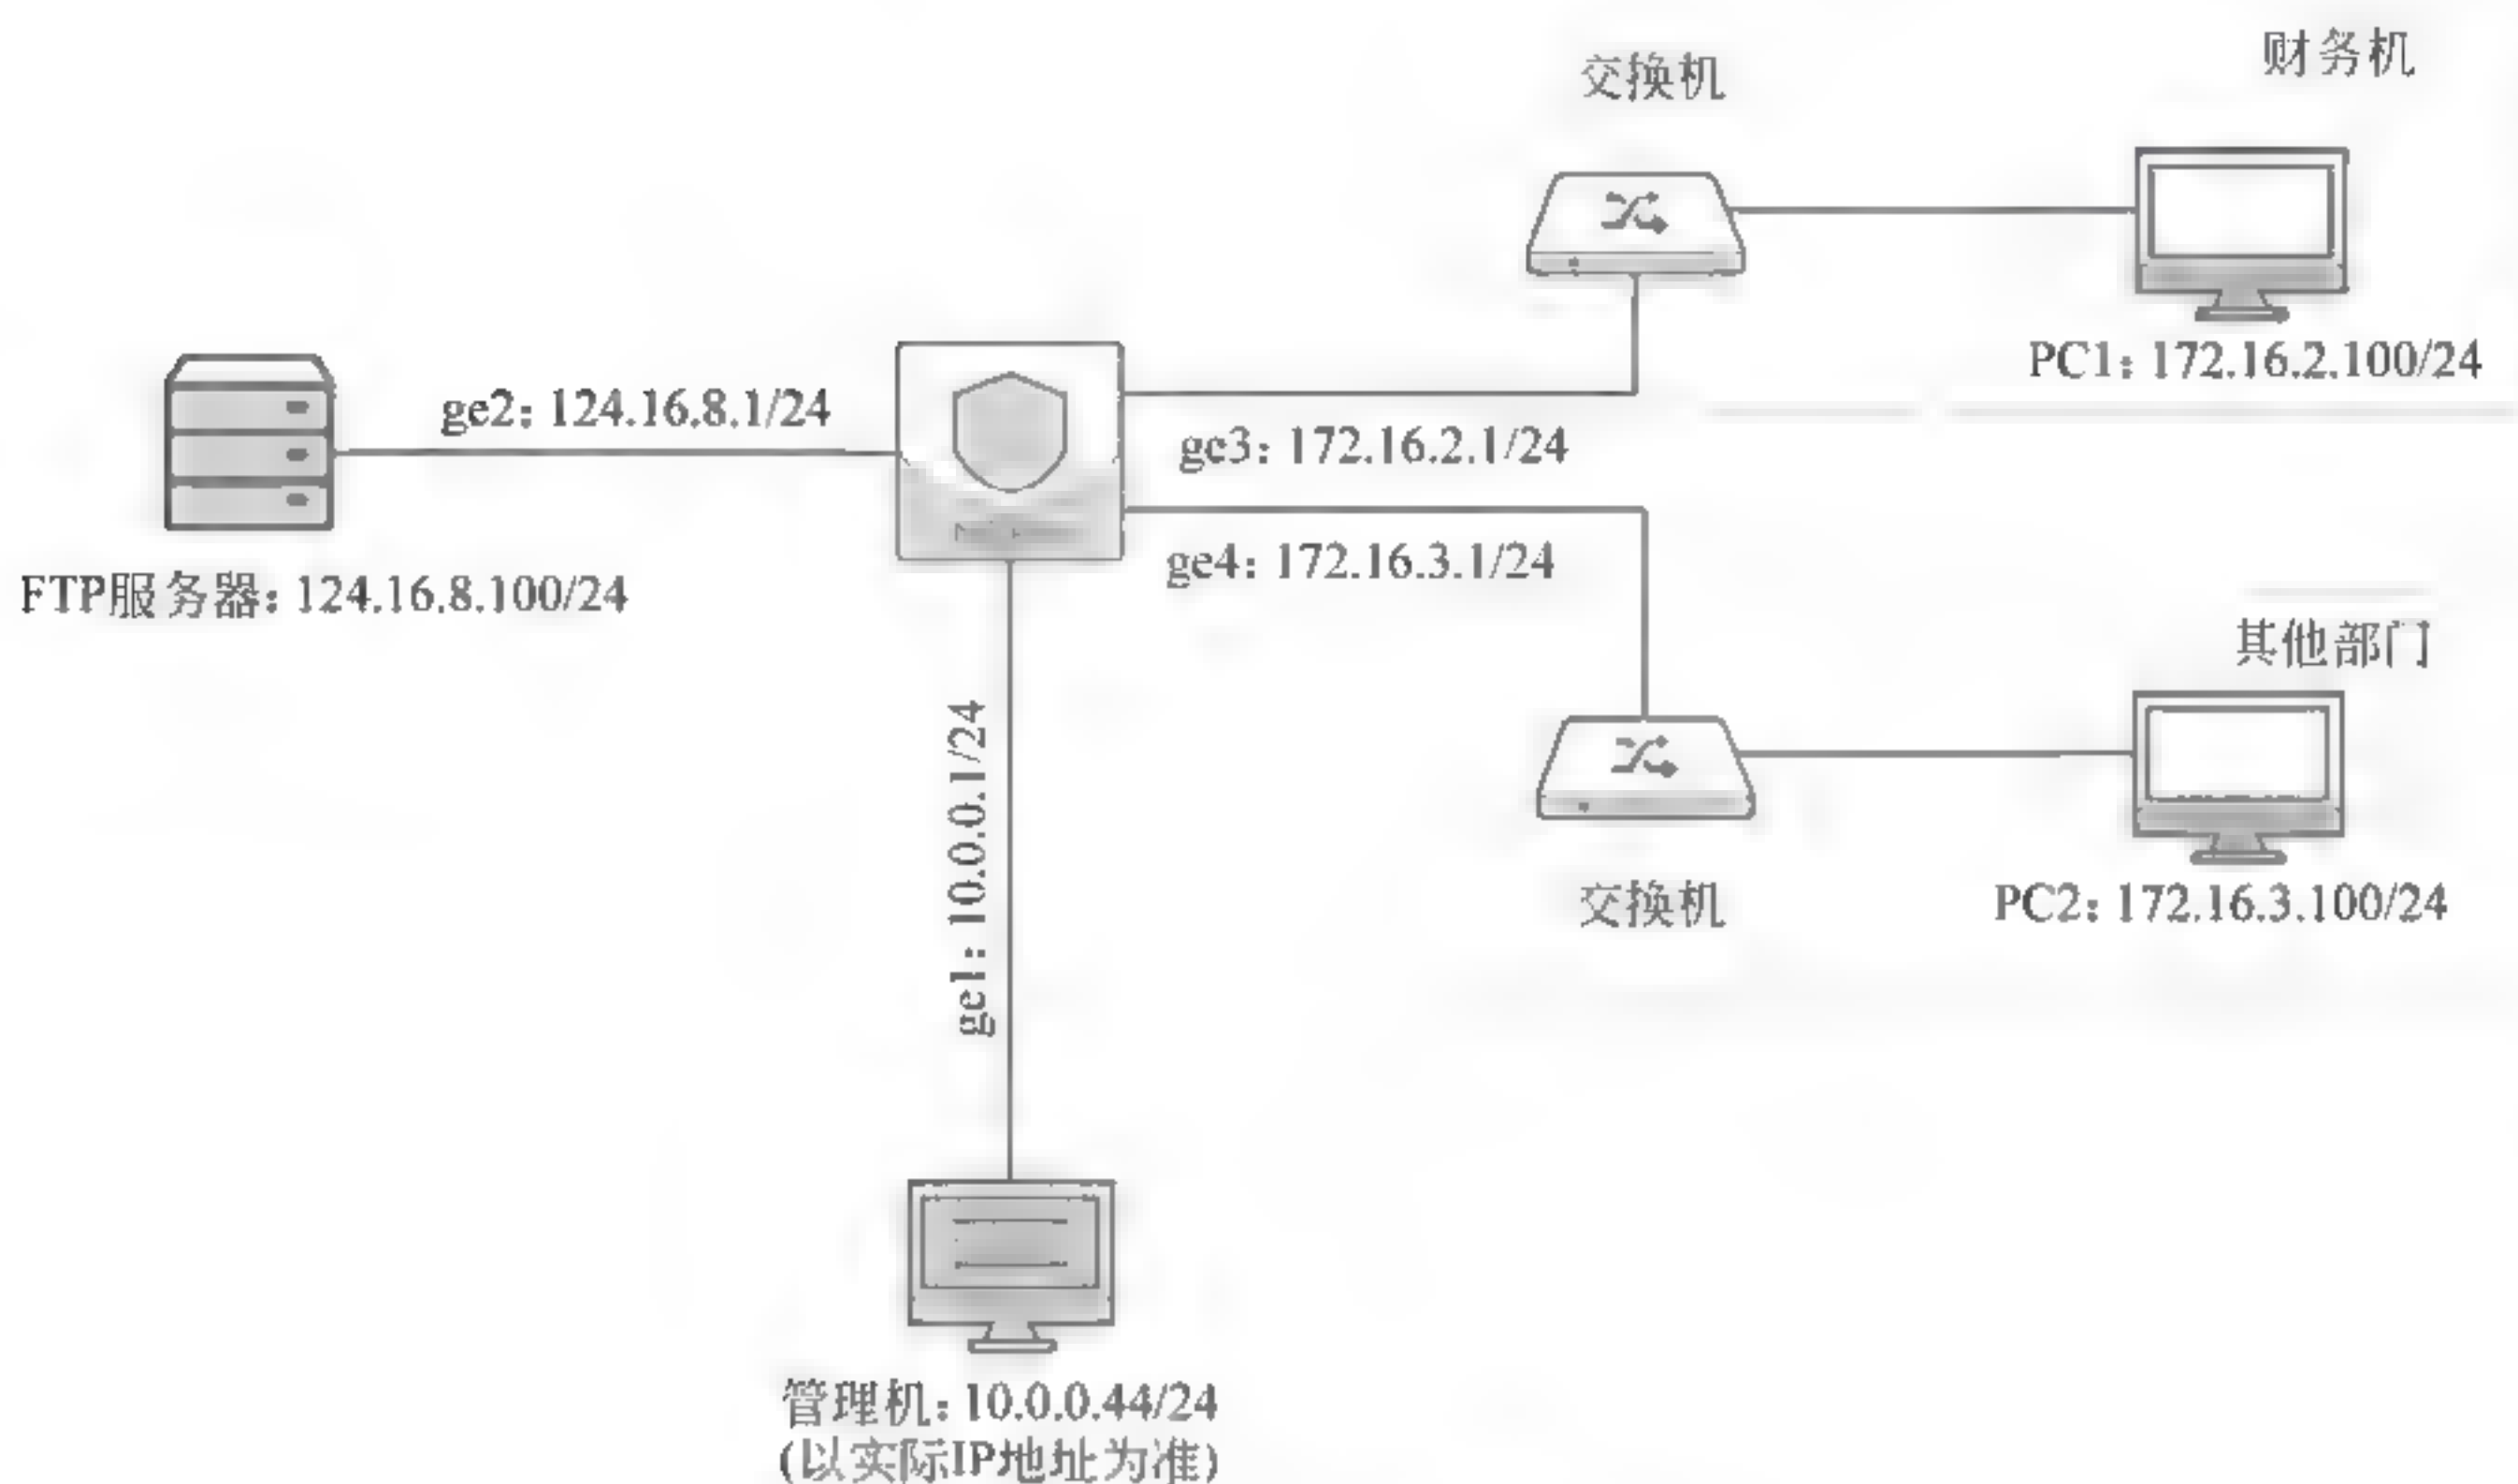 财务机
交换机
PC1: 172.16.2.100/24
ge2: 124.16.8.1/24
ge3: 172.16.2.1/24
ge4: 172.16.3.1/24
FTP服务器: 124.16.8.100/24
其他部门
交换机
PC2: 172.16.3.100/24
ge1: 10.0.0.1/24
管理机: 10.0.0.44/24
(以实际IP地址为准)